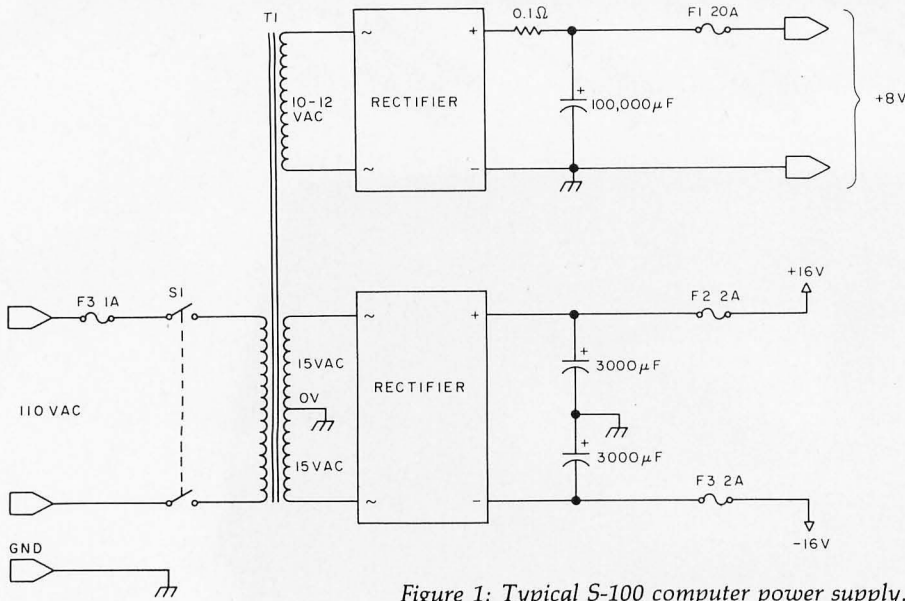 T1
0.1Ω
F1 20A
~
+
10-12
VAC
RECTIFIER
+
100,000μF
+8V
~
−
+16V
F3 1A
S1
~
+
F2 2A
15VAC
+
3000μF
0V
RECTIFIER
110 VAC
15VAC
+
3000μF
~
−
F3 2A
GND
-16V
Figure 1: Typical S-100 computer power supply.